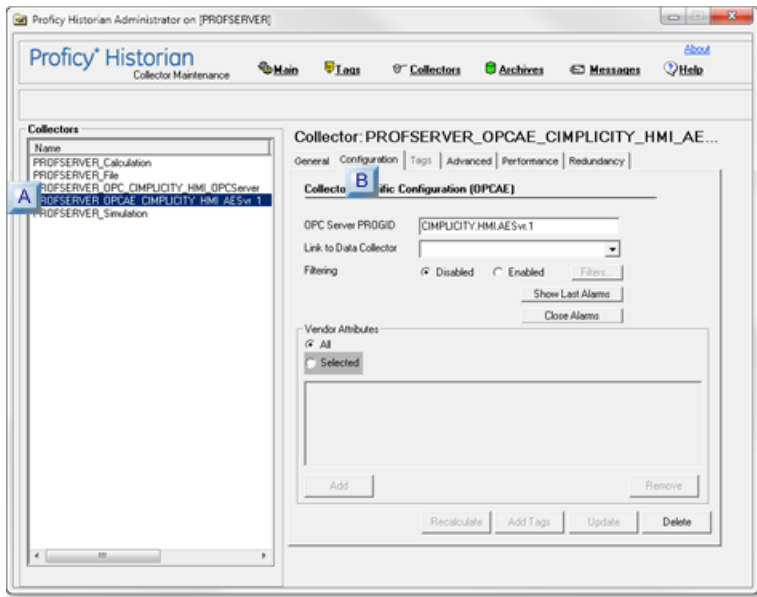 Proficy Historian Administrator on [PROFSERVER]
Proficy* Historian
Collector Maintenance
Main
Tags
Collectors
Archives
Messages
About
Help
Collectors
Name
PROFSERVER_Calculation
PROFSERVER_File
PROFSERVER_OPC_CIMPLICITY_HMI_OPCServer
A
PROFSERVER_OPCAE_CIMPLICITY_HMI_AESvr_1
PROFSERVER_Simulation
Collector: PROFSERVER_OPCAE_CIMPLICITY_HMI_AE...
General
Configuration
Tags
Advanced
Performance
Redundancy
B
Collector Specific Configuration (OPCAE)
OPC Server PROGID
CIMPLICITY.HMI.AESvr.1
Link to Data Collector
Filtering
Disabled
Enabled
Filters...
Show Last Alarms
Close Alarms
Vendor Attributes
All
Selected
Add
Remove
Recalculate
Add Tags
Update
Delete